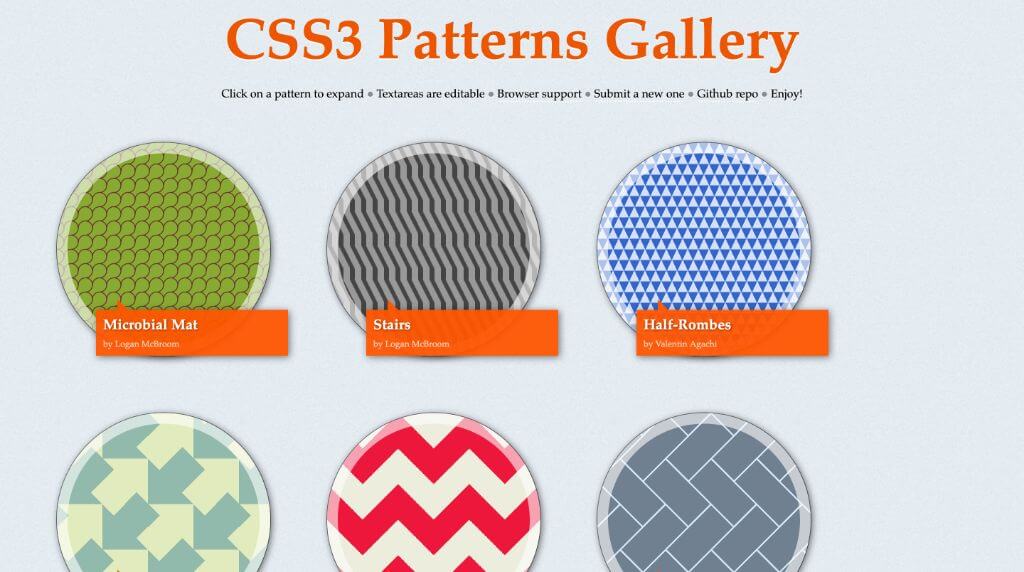 CSS3 Patterns Gallery
Click on a pattern to expand • Textareas are editable • Browser support • Submit a new one • Github repo • Enjoy!
Microbial Mat
by Logan McBroom
Stairs
by Logan McBroom
Half-Rombes
by Valentin Agachi